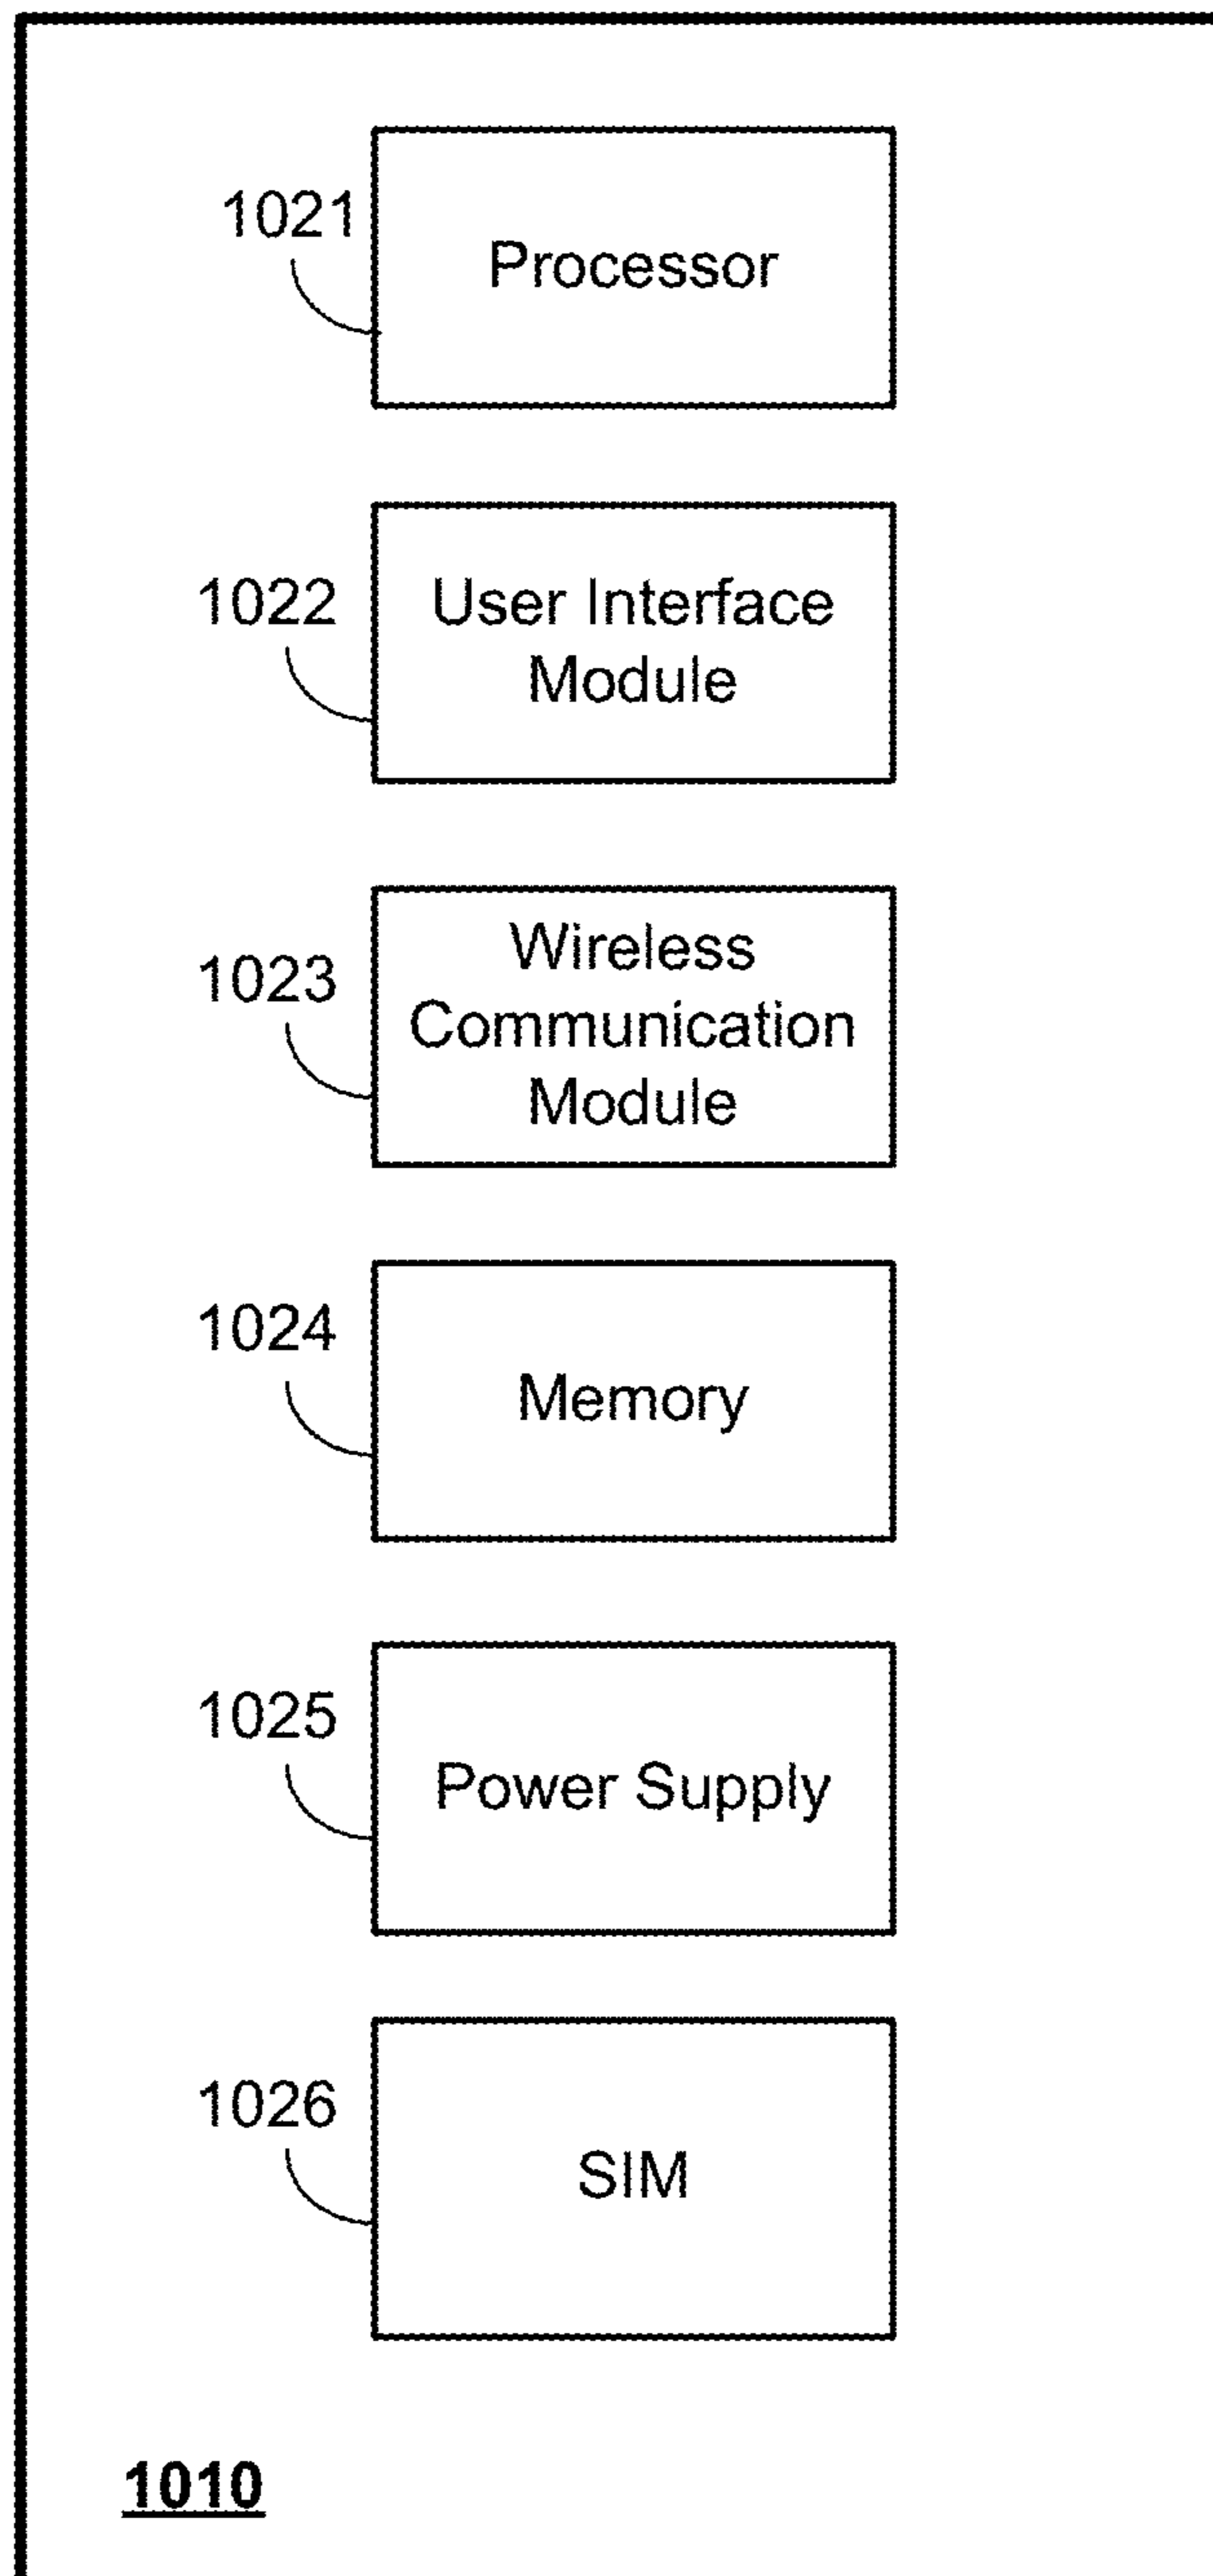 1021
Processor
1022
User Interface
Module
1023
Wireless
Communication
Module
1024
Memory
1025
Power Supply
1026
SIM
1010